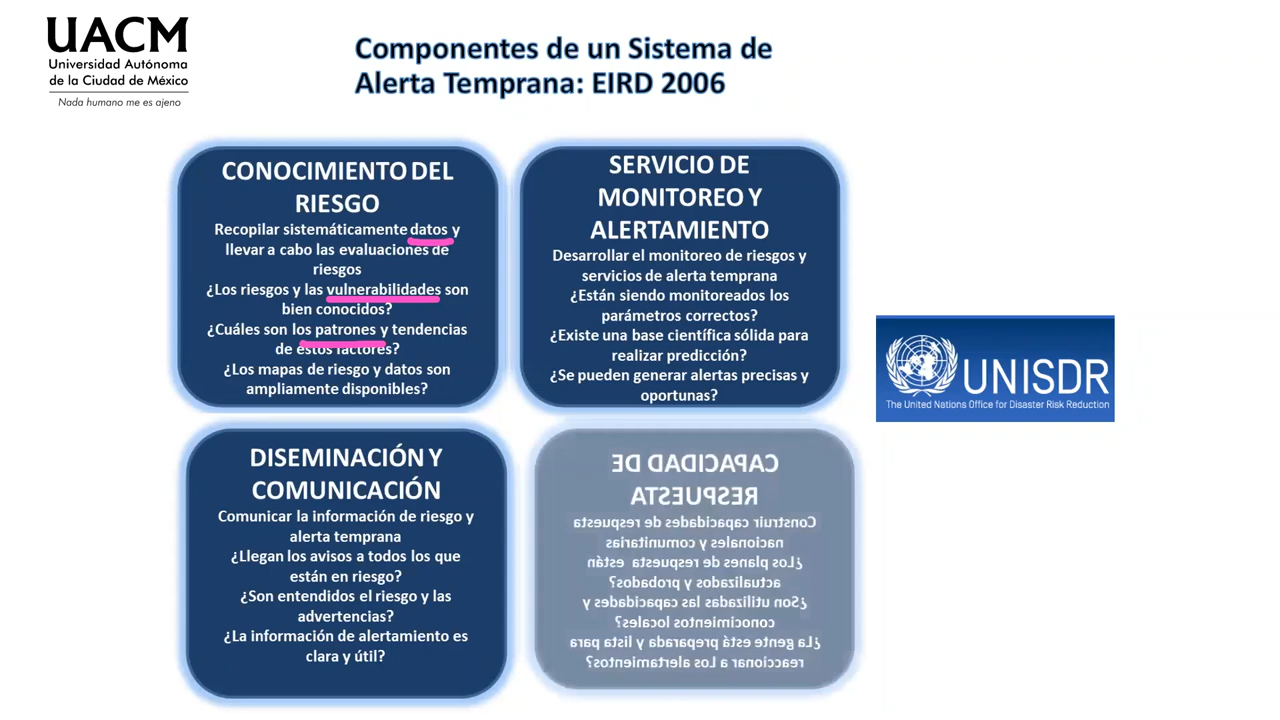 UACM
Universidad Autónoma
de la Ciudad de México
Nada humano me es ajeno
Componentes de un Sistema de
Alerta Temprana: EIRD 2006
CONOCIMIENTO DEL
RIESGO
Recopilar sistemáticamente datos y
llevar a cabo las evaluaciones de
riesgos
¿Los riesgos y las vulnerabilidades son
bien conocidos?
¿Cuáles son los patrones y tendencias
de estos factores?
¿Los mapas de riesgo y datos son
ampliamente disponibles?
SERVICIO DE
MONITOREO Y
ALERTAMIENTO
Desarrollar el monitoreo de riesgos y
servicios de alerta temprana
¿Están siendo monitoreados los
parámetros correctos?
¿Existe una base científica sólida para
realizar predicción?
¿Se pueden generar alertas precisas y
oportunas?
UNISDR
The United Nations Office for Disaster Risk Reduction
DISEMINACIÓN Y
COMUNICACIÓN
Comunicar la información de riesgo y
alerta temprana
¿Llegan los avisos a todos los que
están en riesgo?
¿Son entendidos el riesgo y las
advertencias?
¿La información de alertamiento es
clara y útil?
CAPACIDAD DE
RESPUESTA
Construir capacidades de respuesta
nacionales y comunitarias
¿Los planes de respuesta están
actualizados y probados?
¿Son utilizadas las capacidades y
conocimientos locales?
¿La gente está preparada y lista para
reaccionar a Los alertamientos?